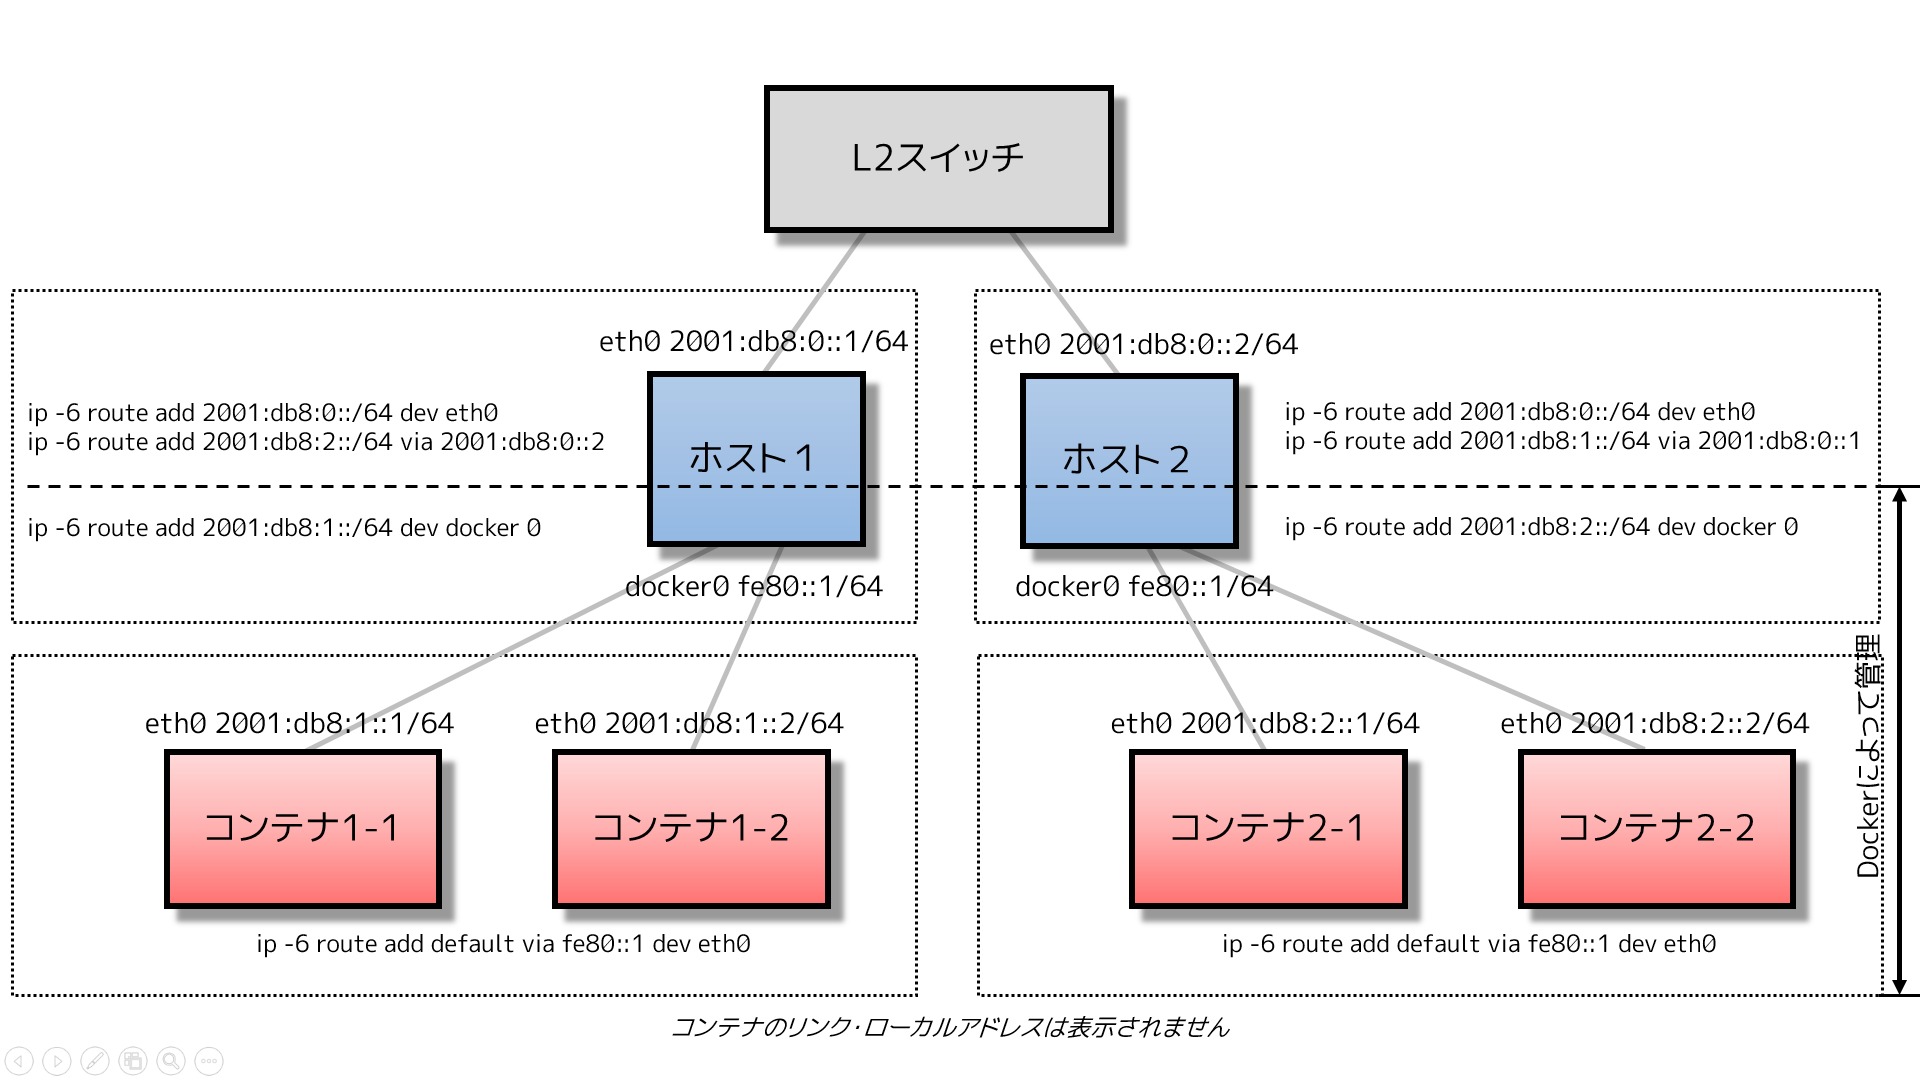 L2スイッチ
eth0 2001:db8:0::1/64
eth0 2001:db8:0::2/64
ip -6 route add 2001:db8:0::/64 dev eth0
ip -6 route add 2001:db8:2::/64 via 2001:db8:0::2
ホスト1
ホスト2
ip -6 route add 2001:db8:0::/64 dev eth0
ip -6 route add 2001:db8:1::/64 via 2001:db8:0::1
ip -6 route add 2001:db8:1::/64 dev docker 0
ip -6 route add 2001:db8:2::/64 dev docker 0
docker0 fe80::1/64
docker0 fe80::1/64
Dockerによって管理
eth0 2001:db8:1::1/64
eth0 2001:db8:1::2/64
eth0 2001:db8:2::1/64
eth0 2001:db8:2::2/64
コンテナ1-1
コンテナ1-2
コンテナ2-1
コンテナ2-2
ip -6 route add default via fe80::1 dev eth0
ip -6 route add default via fe80::1 dev eth0
コンテナのリンク･ローカルアドレスは表示されません